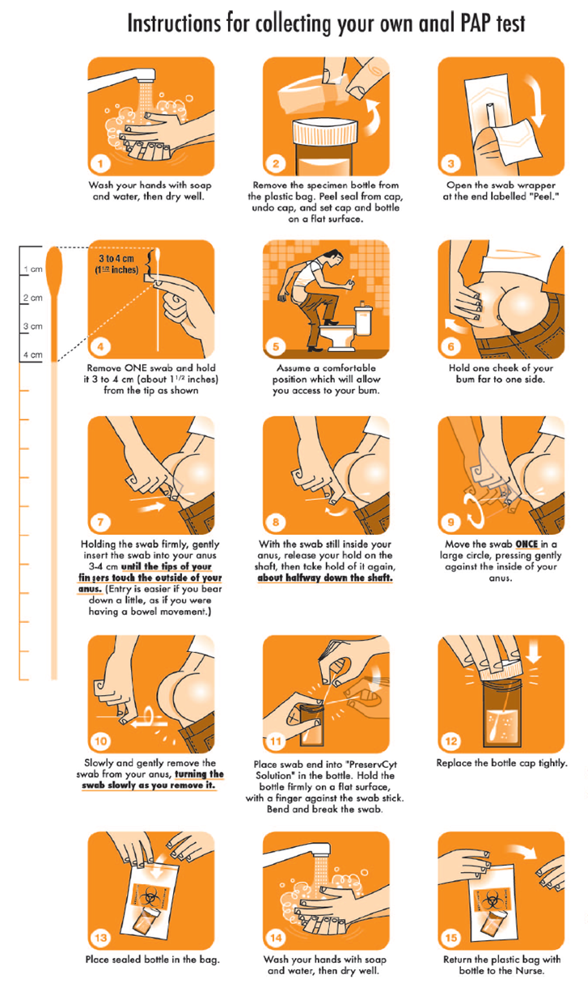 Instructions for collecting your own anal PAP test
1
Wash your hands with soap
and water, then dry well.
2
Remove the specimen bottle from
the plastic bag. Peel seal from cap,
undo cap, and set cap and bottle
on a flat surface.
3
Open the swab wrapper
at the end labelled "Peel."
1 cm
2 cm
3 cm
4 cm
3 to 4 cm
(1 1/2 inches)
4
Remove ONE swab and hold
it 3 to 4 cm (about 1 1/2 inches)
from the tip as shown
5
Assume a comfortable
position which will allow
you access to your bum.
6
Hold one cheek of your
bum far to one side.
7
Holding the swab firmly, gently
insert the swab into your anus
3-4 cm until the tips of your
fingers touch the outside of your
anus. (Entry is easier if you bear
down a little, as if you were
having a bowel movement.)
8
With the swab still inside your
anus, release your hold on the
shaft, then take hold of it again,
about halfway down the shaft.
9
Move the swab ONCE in a
large circle, pressing gently
against the inside of your
anus.
10
Slowly and gently remove the
swab from your anus, turning the
swab slowly as you remove it.
11
Place swab end into "PreservCyt
Solution" in the bottle. Hold the
bottle firmly on a flat surface,
with a finger against the swab stick.
Bend and break the swab.
12
Replace the bottle cap tightly.
13
Place sealed bottle in the bag.
14
Wash your hands with soap
and water, then dry well.
15
Return the plastic bag with
bottle to the Nurse.